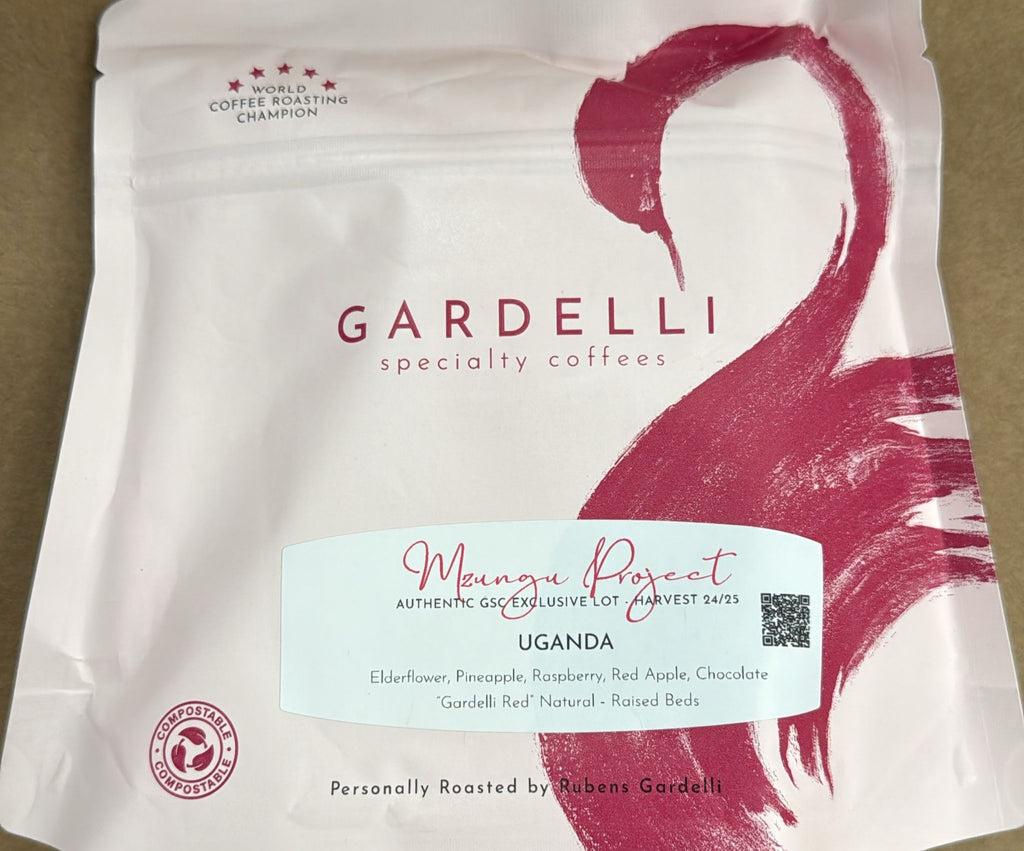 WORLD
COFFEE ROASTING
CHAMPION
GARDELLI
specialty coffees
Mzungu Project
AUTHENTIC GSC EXCLUSIVE LOT - HARVEST 24/25
UGANDA
Elderflower, Pineapple, Raspberry, Red Apple, Chocolate
"Gardelli Red" Natural - Raised Beds
• COMPOSTABLE •
COMPOSTABLE
Personally Roasted by Rubens Gardelli